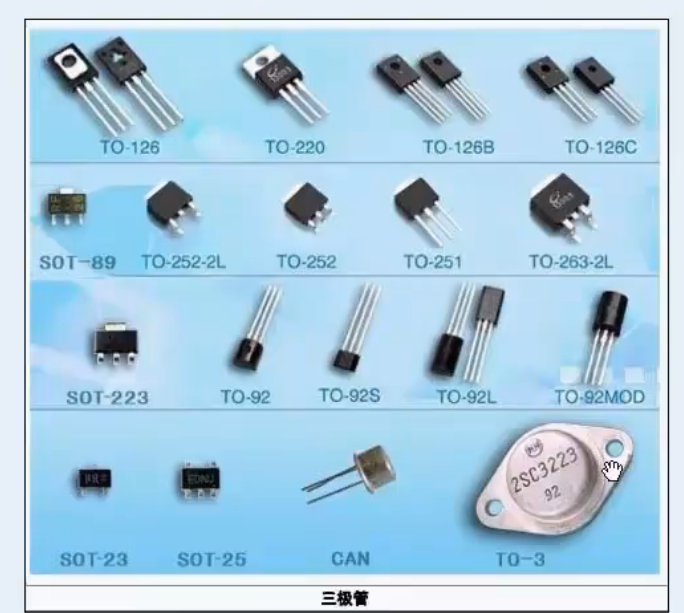 TO-126 TO-220 TO-126B TO-126C
SOT-89 TO-252-2L TO-252 TO-251 TO-263-2L
SOT-223 TO-92 TO-92S TO-92L TO-92MOD
2SC3223
92
EDNJ
SOT-23 SOT-25 CAN TO-3
三极管